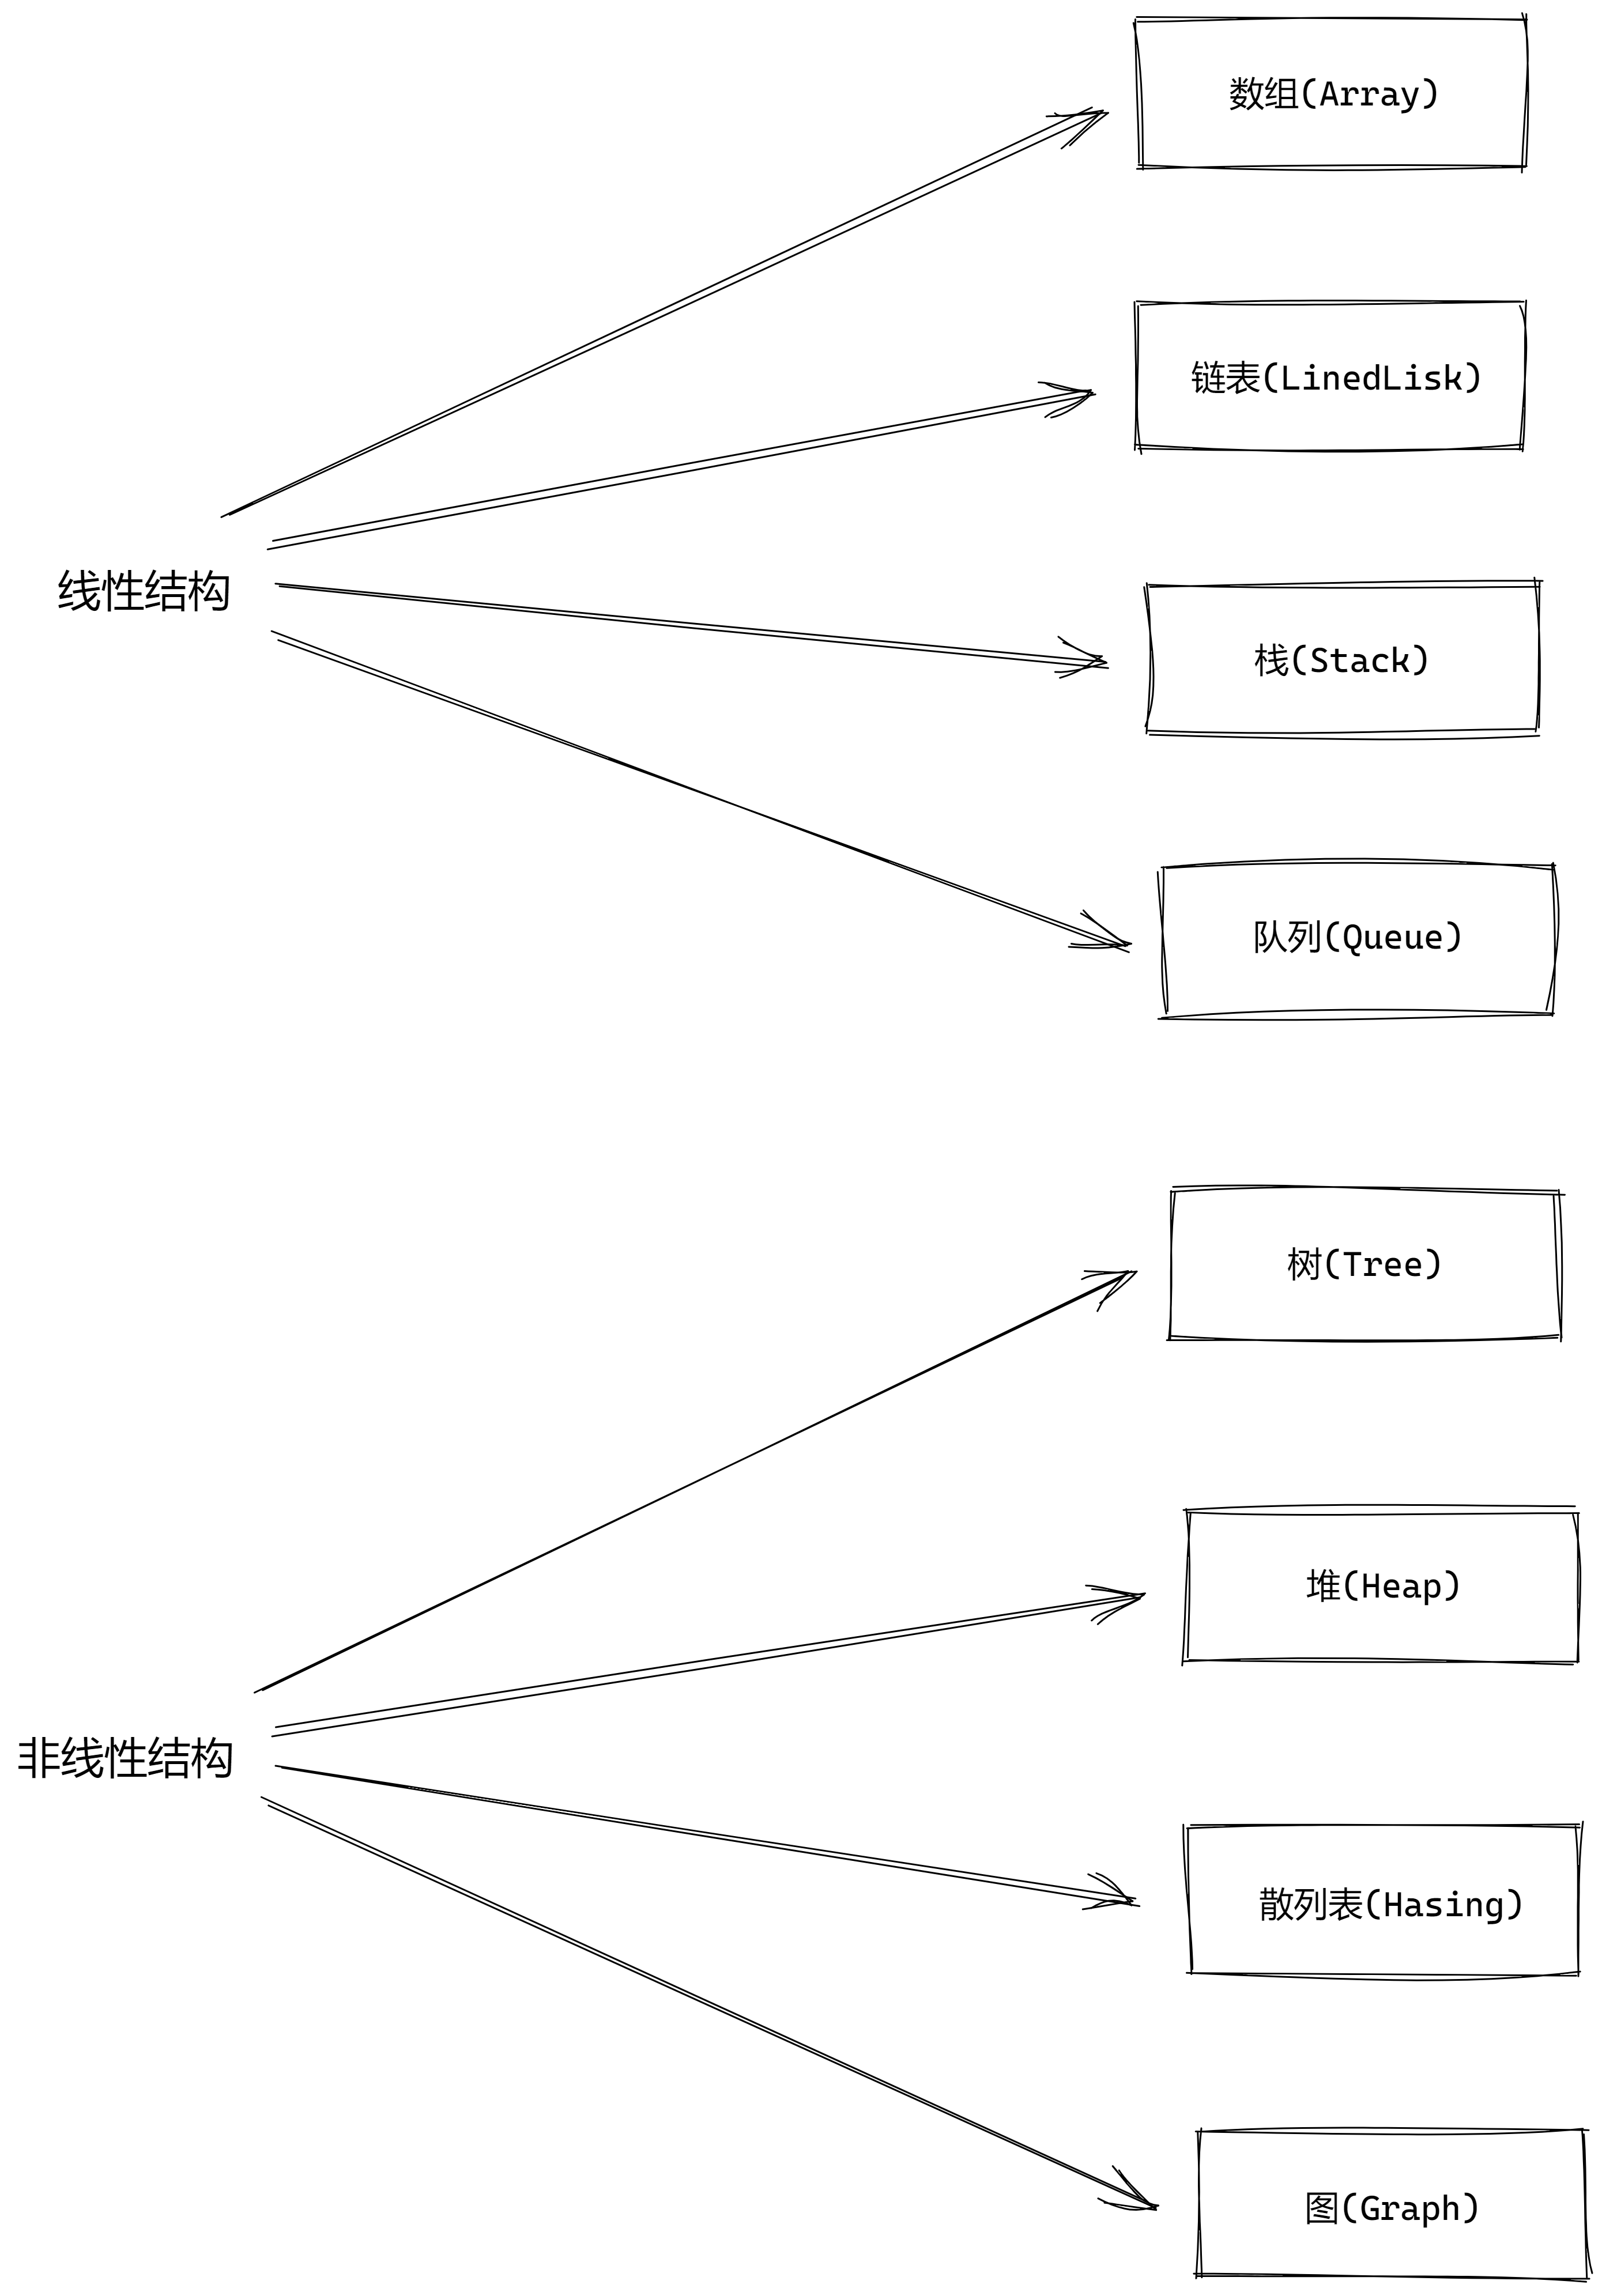 数组(Array)
链表(LinedLisk)
线性结构
栈(Stack)
队列(Queue)
树(Tree)
堆(Heap)
非线性结构
散列表(Hasing)
图(Graph)